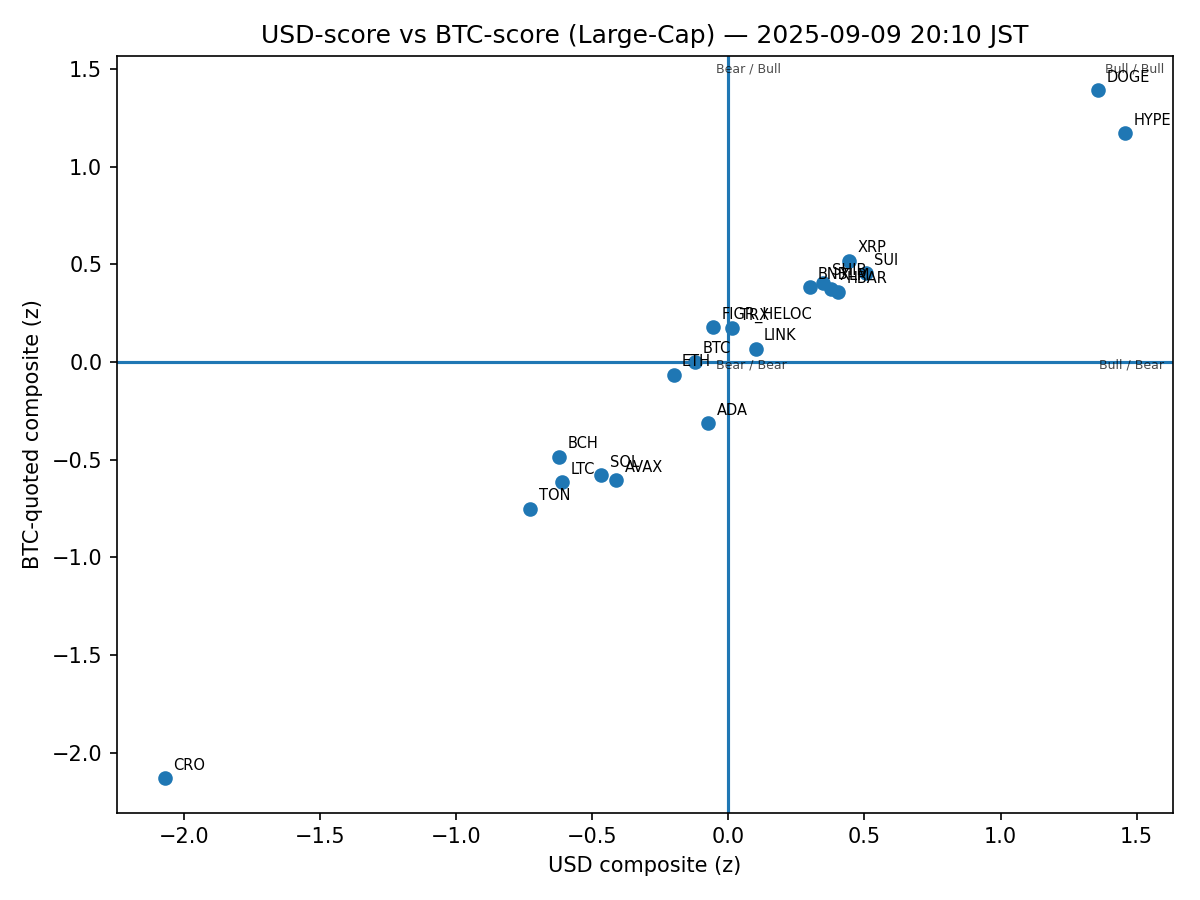 USD-score vs BTC-score (Large-Cap) — 2025-09-09 20:10 JST
BTC-quoted composite (z)
1.5
1.0
0.5
0.0
−0.5
−1.0
−1.5
−2.0
Bear / Bull
Bull / Bull
DOGE
HYPE
XRP
SUI
SHIB
BNB
XLM
HBAR
FIGR_HELOC
TRX
LINK
BTC
ETH
Bear / Bear
Bull / Bear
ADA
BCH
SOL
AVAX
LTC
TON
CRO
−2.0
−1.5
−1.0
−0.5
0.0
0.5
1.0
1.5
USD composite (z)